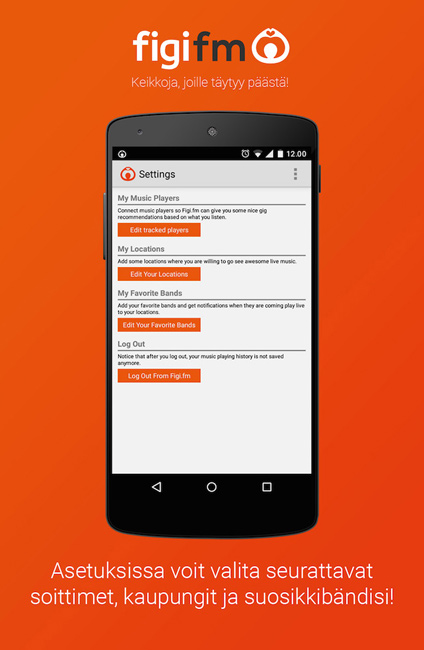 figifm
Keikkoja, joille täytyy päästä!
12.00
Settings
My Music Players
Connect music players so Figi.fm can give you some nice gig
recommendations based on what you listen.
Edit tracked players
My Locations
Add some locations where you are willing to go see awesome live music.
Edit Your Locations
My Favorite Bands
Add your favorite bands and get notifications when they are coming play live
to your locations.
Edit Your Favorite Bands
Log Out
Notice that after you log out, your music playing history is not saved
anymore.
Log Out From Figi.fm
Asetuksissa voit valita seurattavat
soittimet, kaupungit ja suosikkibändisi!